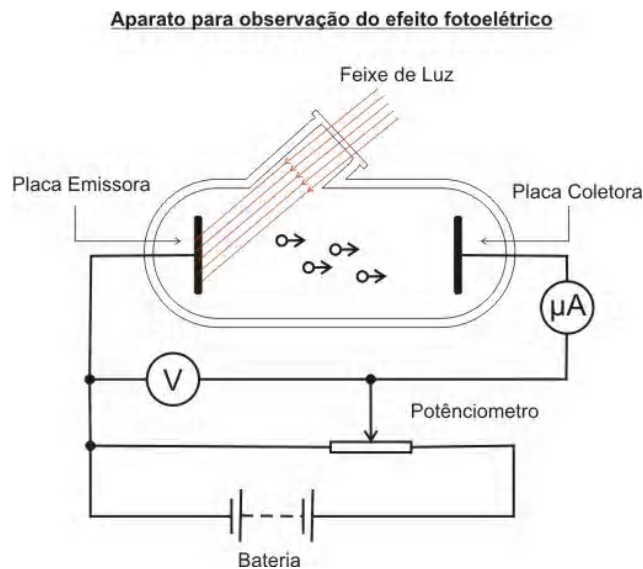 Aparato para observação do efeito fotoelétrico
Feixe de Luz
Placa Emissora
Placa Coletora
µA
V
Potênciometro
Bateria